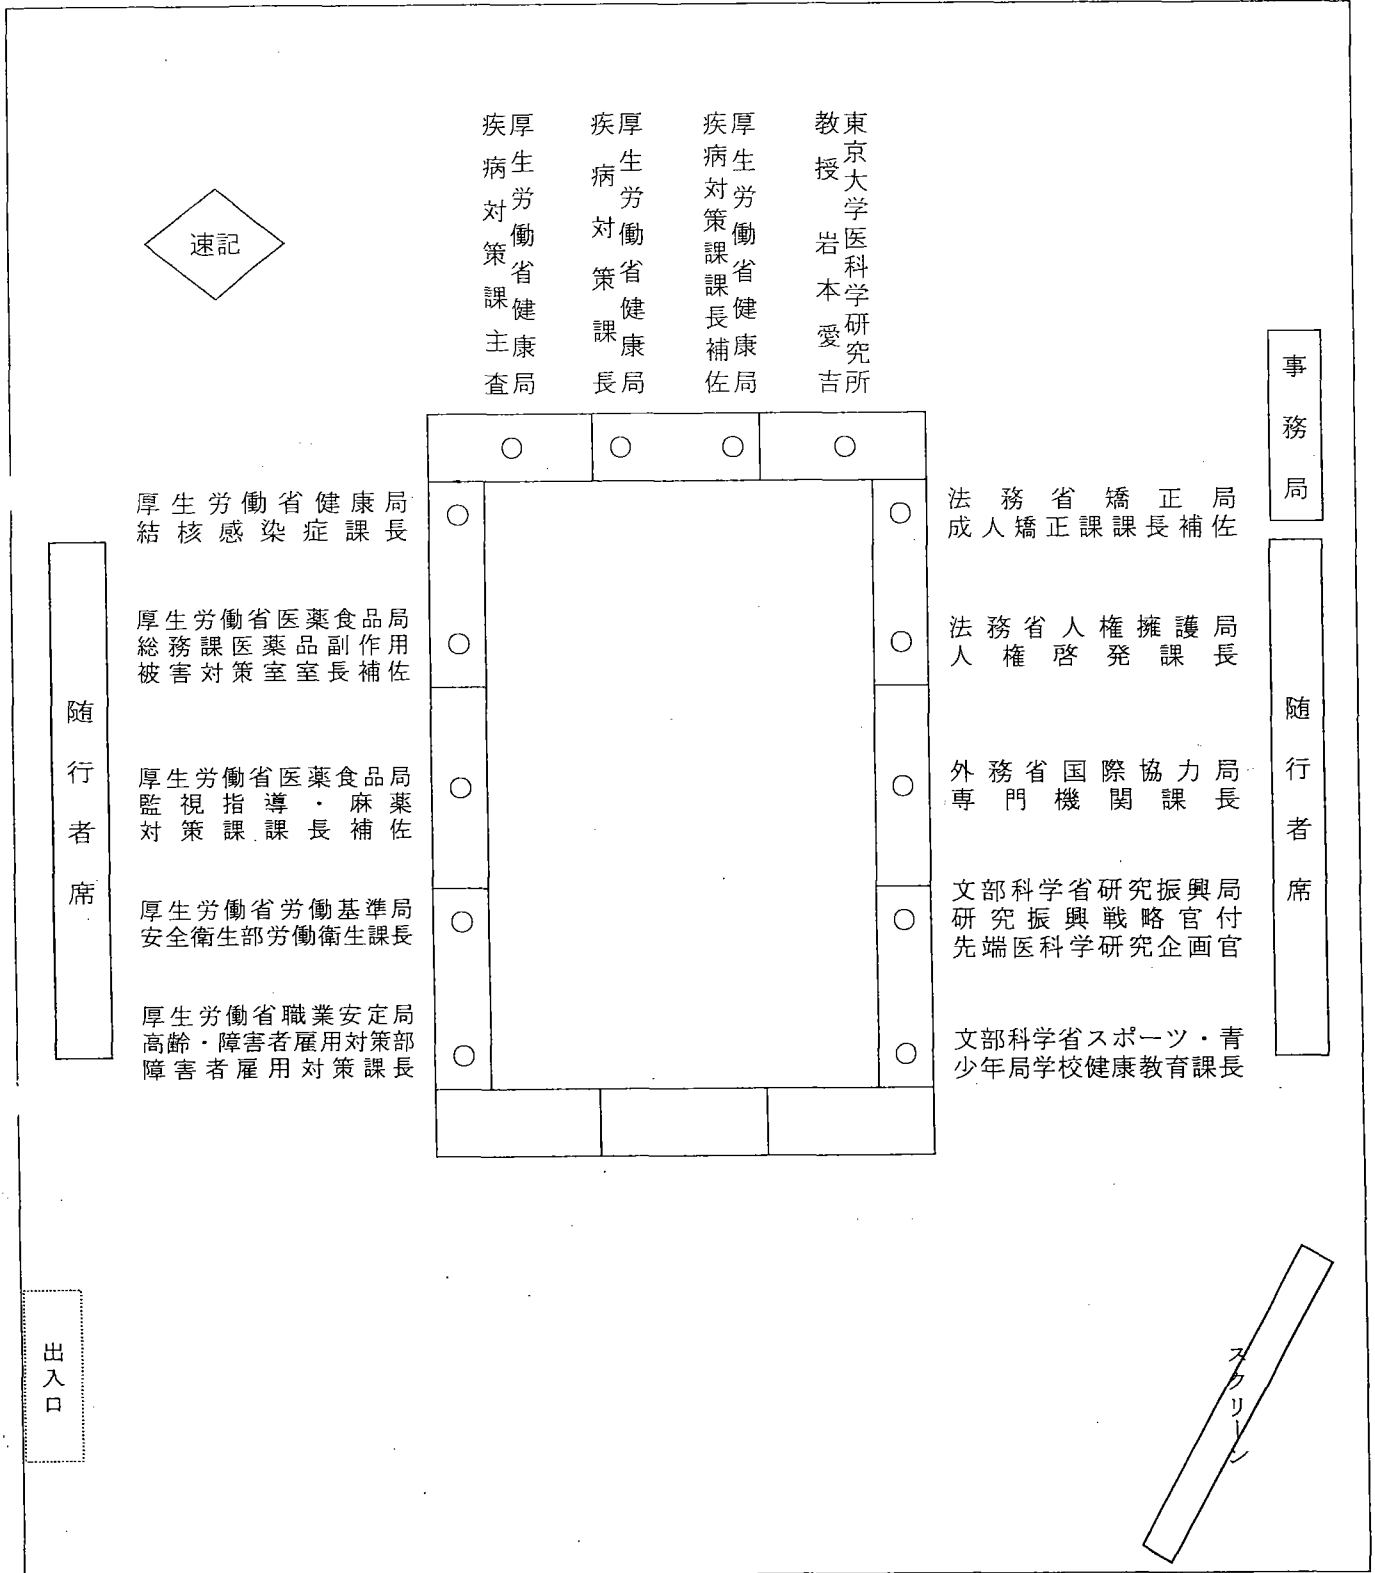 東京大学医科学研究所
教授 岩本愛吉
厚生労働省健康局
疾病対策課課長補佐
厚生労働省健康局
疾病対策課長
厚生労働省健康局
疾病対策課主査
速記
事務局
厚生労働省健康局
結核感染症課長
厚生労働省医薬食品局
総務課医薬品副作用
被害対策室室長補佐
厚生労働省医薬食品局
監視指導・麻薬
対策課課長補佐
厚生労働省労働基準局
安全衛生部労働衛生課長
厚生労働省職業安定局
高齢・障害者雇用対策部
障害者雇用対策課長
随行者席
法務省矯正局
成人矯正課課長補佐
法務省人権擁護局
人権啓発課長
外務省国際協力局
専門機関課長
文部科学省研究振興局
研究振興戦略官付
先端医科学研究企画官
文部科学省スポーツ・青
少年局学校健康教育課長
随行者席
出入口
スクリーン